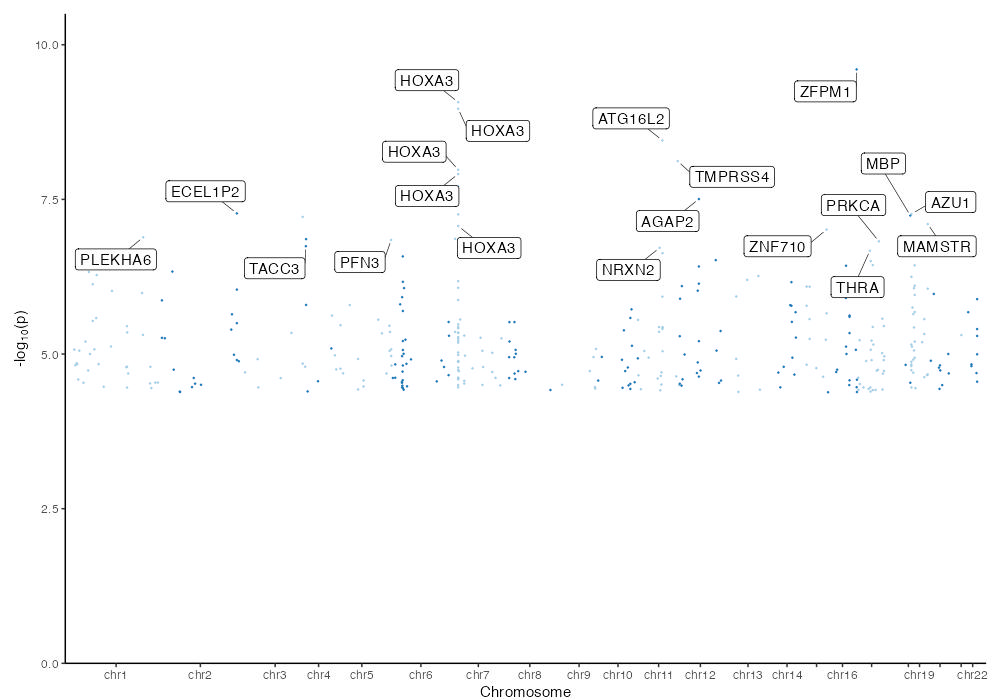 10.0
7.5
5.0
2.5
0.0
-log10(p)
HOXA3
HOXA3
HOXA3
HOXA3
HOXA3
ZFPM1
ATG16L2
TMPRSS4
AGAP2
NRXN2
ECEL1P2
PLEKHA6
TACC3
PFN3
MBP
AZU1
PRKCA
ZNF710
MAMSTR
THRA
chr1 chr2 chr3 chr4 chr5 chr6 chr7 chr8 chr9 chr10 chr11 chr12 chr13 chr14 chr16 chr19 chr22
Chromosome